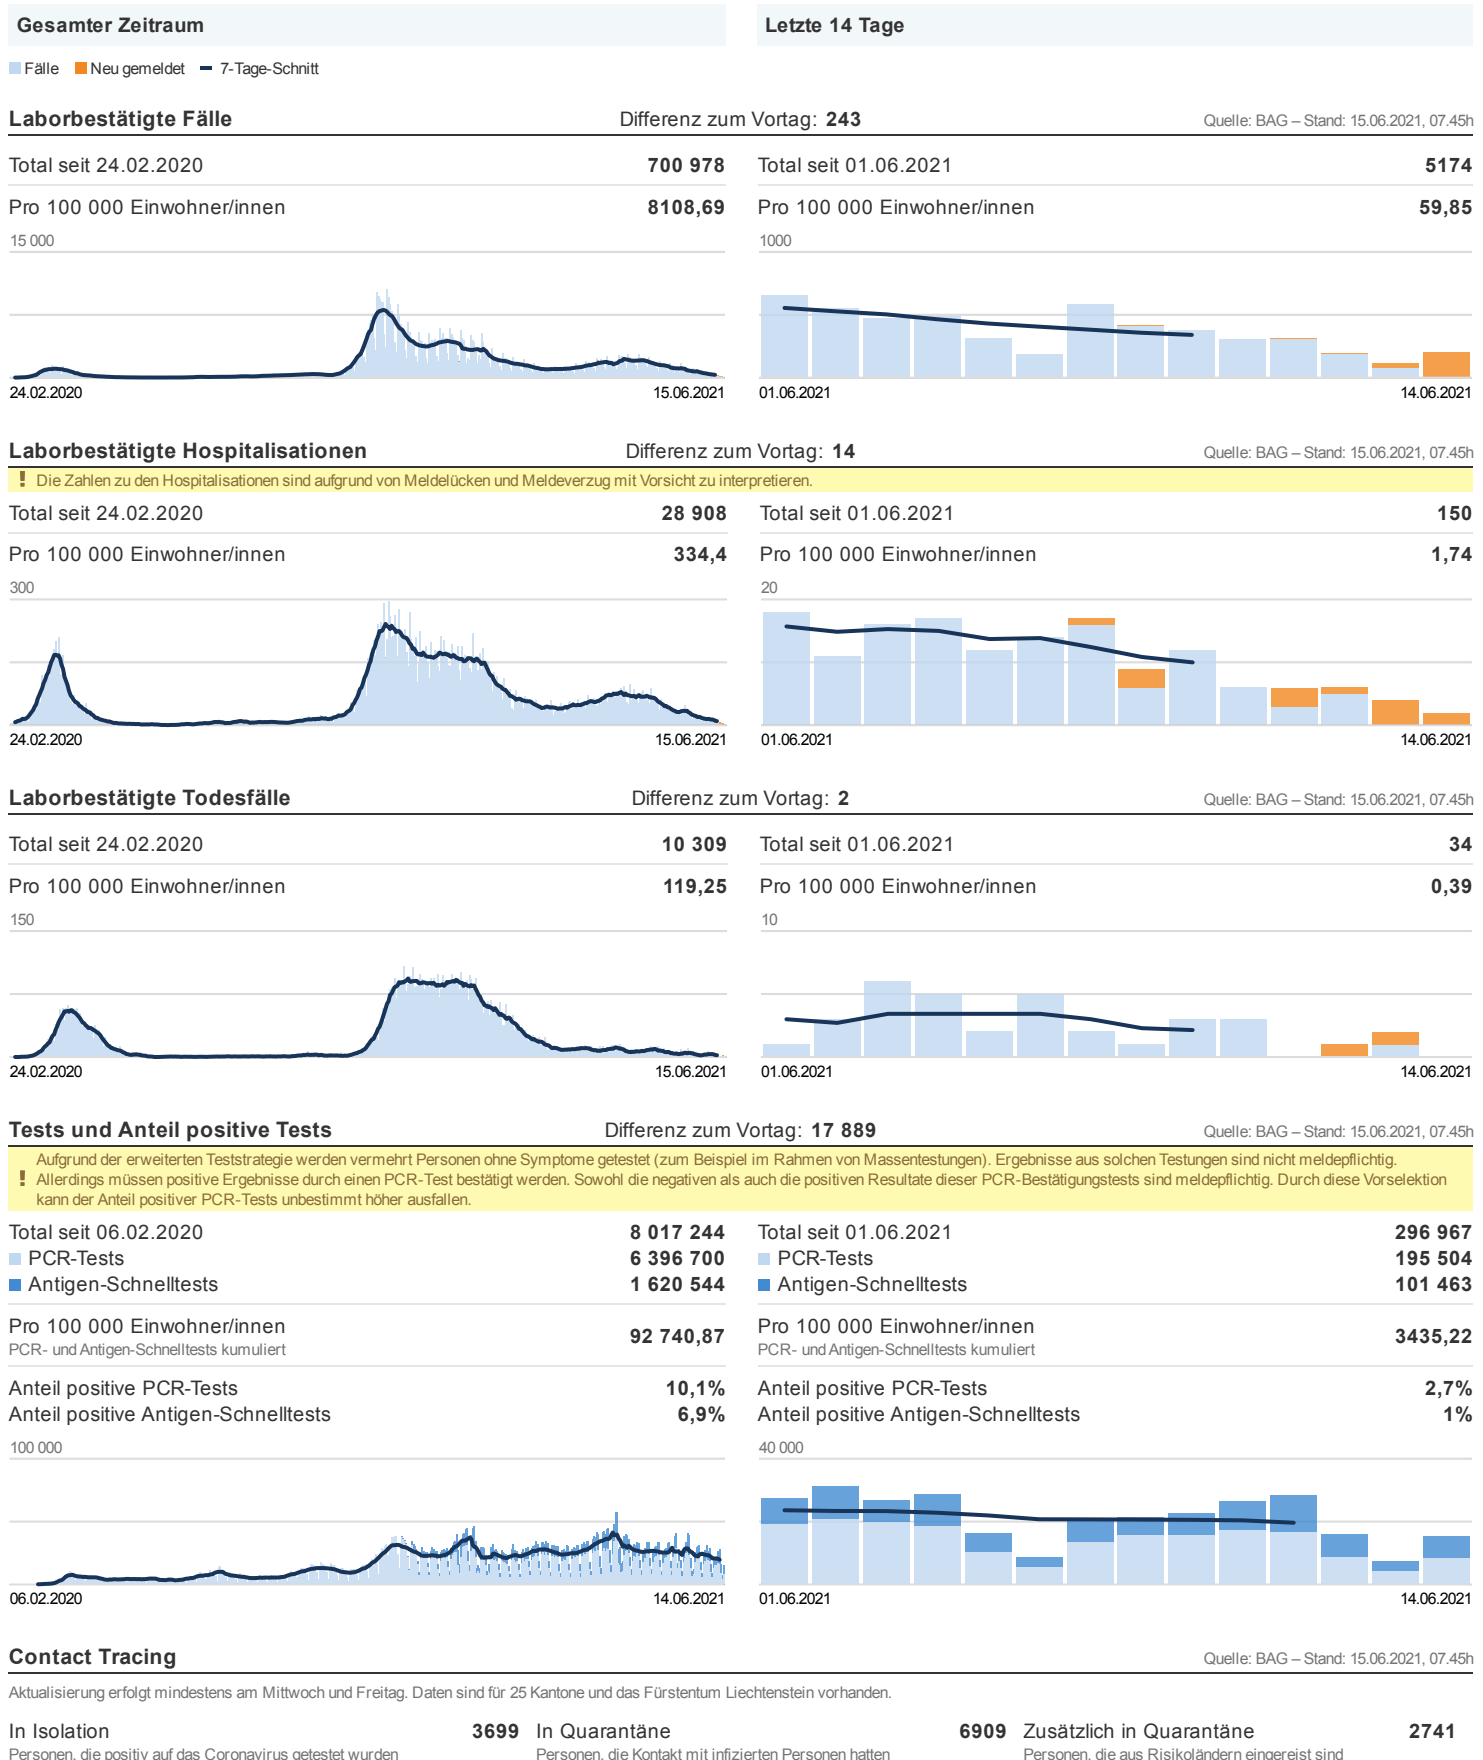 Gesamter Zeitraum
Letzte 14 Tage
Fälle Neu gemeldet 7-Tage-Schnitt
Laborbestätigte Fälle Differenz zum Vortag: 243 Quelle: BAG – Stand: 15.06.2021, 07.45h
Total seit 24.02.2020 700 978 Total seit 01.06.2021 5174
Pro 100 000 Einwohner/innen 8108,69 Pro 100 000 Einwohner/innen 59,85
15 000 1000
24.02.2020 15.06.2021 01.06.2021 14.06.2021
Laborbestätigte Hospitalisationen Differenz zum Vortag: 14 Quelle: BAG – Stand: 15.06.2021, 07.45h
! Die Zahlen zu den Hospitalisationen sind aufgrund von Meldelücken und Meldeverzug mit Vorsicht zu interpretieren.
Total seit 24.02.2020 28 908 Total seit 01.06.2021 150
Pro 100 000 Einwohner/innen 334,4 Pro 100 000 Einwohner/innen 1,74
300 20
24.02.2020 15.06.2021 01.06.2021 14.06.2021
Laborbestätigte Todesfälle Differenz zum Vortag: 2 Quelle: BAG – Stand: 15.06.2021, 07.45h
Total seit 24.02.2020 10 309 Total seit 01.06.2021 34
Pro 100 000 Einwohner/innen 119,25 Pro 100 000 Einwohner/innen 0,39
150 10
24.02.2020 15.06.2021 01.06.2021 14.06.2021
Tests und Anteil positive Tests Differenz zum Vortag: 17 889 Quelle: BAG – Stand: 15.06.2021, 07.45h
Aufgrund der erweiterten Teststrategie werden vermehrt Personen ohne Symptome getestet (zum Beispiel im Rahmen von Massentestungen). Ergebnisse aus solchen Testungen sind nicht meldepflichtig.
! Allerdings müssen positive Ergebnisse durch einen PCR-Test bestätigt werden. Sowohl die negativen als auch die positiven Resultate dieser PCR-Bestätigungstests sind meldepflichtig. Durch diese Vorselektion
kann der Anteil positiver PCR-Tests unbestimmt höher ausfallen.
Total seit 06.02.2020 8 017 244 Total seit 01.06.2021 296 967
PCR-Tests 6 396 700 PCR-Tests 195 504
Antigen-Schnelltests 1 620 544 Antigen-Schnelltests 101 463
Pro 100 000 Einwohner/innen 92 740,87 Pro 100 000 Einwohner/innen 3435,22
PCR- und Antigen-Schnelltests kumuliert PCR- und Antigen-Schnelltests kumuliert
Anteil positive PCR-Tests 10,1% Anteil positive PCR-Tests 2,7%
Anteil positive Antigen-Schnelltests 6,9% Anteil positive Antigen-Schnelltests 1%
100 000 40 000
06.02.2020 14.06.2021 01.06.2021 14.06.2021
Contact Tracing Quelle: BAG – Stand: 15.06.2021, 07.45h
Aktualisierung erfolgt mindestens am Mittwoch und Freitag. Daten sind für 25 Kantone und das Fürstentum Liechtenstein vorhanden.
In Isolation 3699 In Quarantäne 6909 Zusätzlich in Quarantäne 2741
Personen, die positiv auf das Coronavirus getestet wurden Personen, die Kontakt mit infizierten Personen hatten Personen, die aus Risikoländern eingereist sind